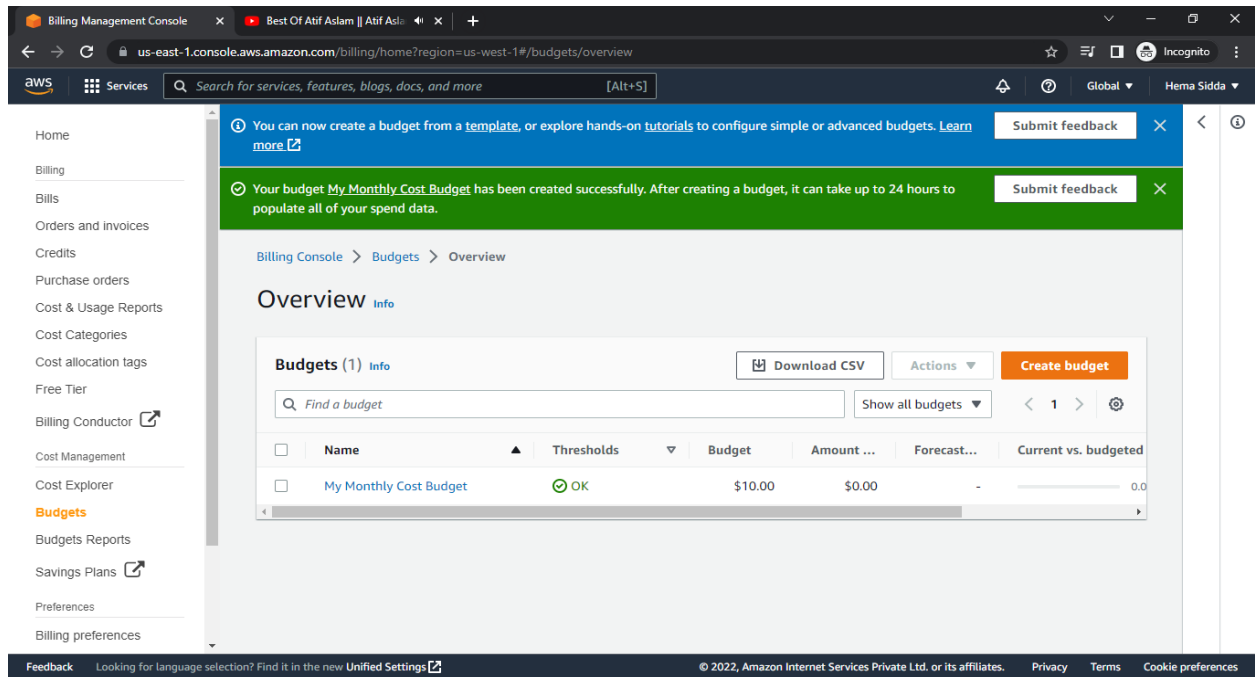 Billing Management Console
Best Of Atif Aslam || Atif Asla
us-east-1.console.aws.amazon.com/billing/home?region=us-west-1#/budgets/overview
Incognito
aws
Services
Search for services, features, blogs, docs, and more
[Alt+S]
Global
Hema Sidda
Home
Billing
Bills
Orders and invoices
Credits
Purchase orders
Cost & Usage Reports
Cost Categories
Cost allocation tags
Free Tier
Billing Conductor
Cost Management
Cost Explorer
Budgets
Budgets Reports
Savings Plans
Preferences
Billing preferences
You can now create a budget from a template, or explore hands-on tutorials to configure simple or advanced budgets. Learn
more
Submit feedback
Your budget My Monthly Cost Budget has been created successfully. After creating a budget, it can take up to 24 hours to
populate all of your spend data.
Submit feedback
Billing Console > Budgets > Overview
Overview Info
Budgets (1) Info
Download CSV
Actions
Create budget
Find a budget
Show all budgets
1
Name Thresholds Budget Amount ... Forecast... Current vs. budgeted
My Monthly Cost Budget OK $10.00 $0.00 - 0.0
Feedback Looking for language selection? Find it in the new Unified Settings
© 2022, Amazon Internet Services Private Ltd. or its affiliates. Privacy Terms Cookie preferences